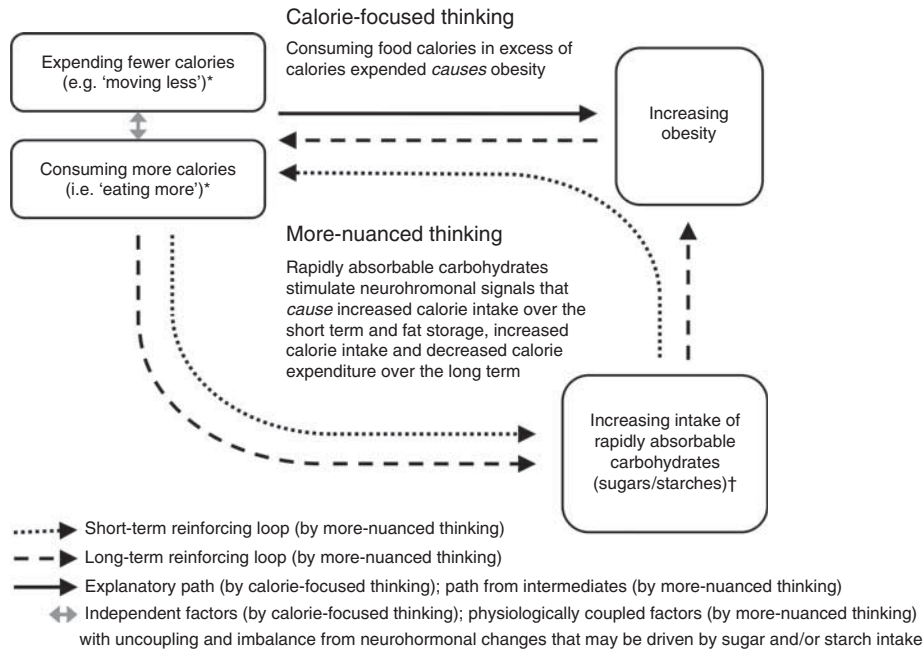 Calorie-focused thinking
Consuming food calories in excess of
calories expended causes obesity
Expending fewer calories
(e.g. ‘moving less’)*
Consuming more calories
(i.e ‘eating more’)*
Increasing
obesity
More-nuanced thinking
Rapidly absorbable carbohydrates
stimulate neurohromonal signals that
cause increased calorie intake over the
short term and fat storage, increased
calorie intake and decreased calorie
expenditure over the long term
Increasing intake of
rapidly absorbable
carbohydrates
(sugars/starches)†
Short-term reinforcing loop (by more-nuanced thinking)
Long-term reinforcing loop (by more-nuanced thinking)
Explanatory path (by calorie-focused thinking); path from intermediates (by more-nuanced thinking)
Independent factors (by calorie-focused thinking); physiologically coupled factors (by more-nuanced thinking)
with uncoupling and imbalance from neurohormonal changes that may be driven by sugar and/or starch intake